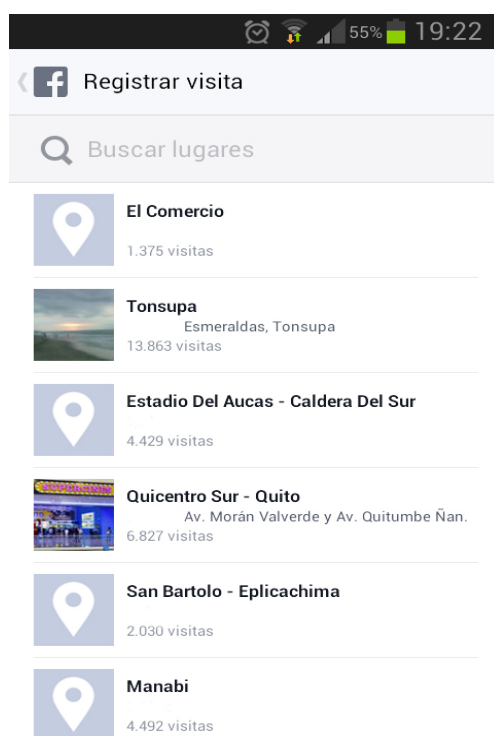 55% 19:22
Registrar visita
Buscar lugares
El Comercio
1.375 visitas
Tonsupa
Esmeraldas, Tonsupa
13.863 visitas
Estadio Del Aucas - Caldera Del Sur
4.429 visitas
Quicentro Sur - Quito
Av. Morán Valverde y Av. Quitumbe Ñan.
6.827 visitas
San Bartolo - Eplicachima
2.030 visitas
Manabi
4.492 visitas